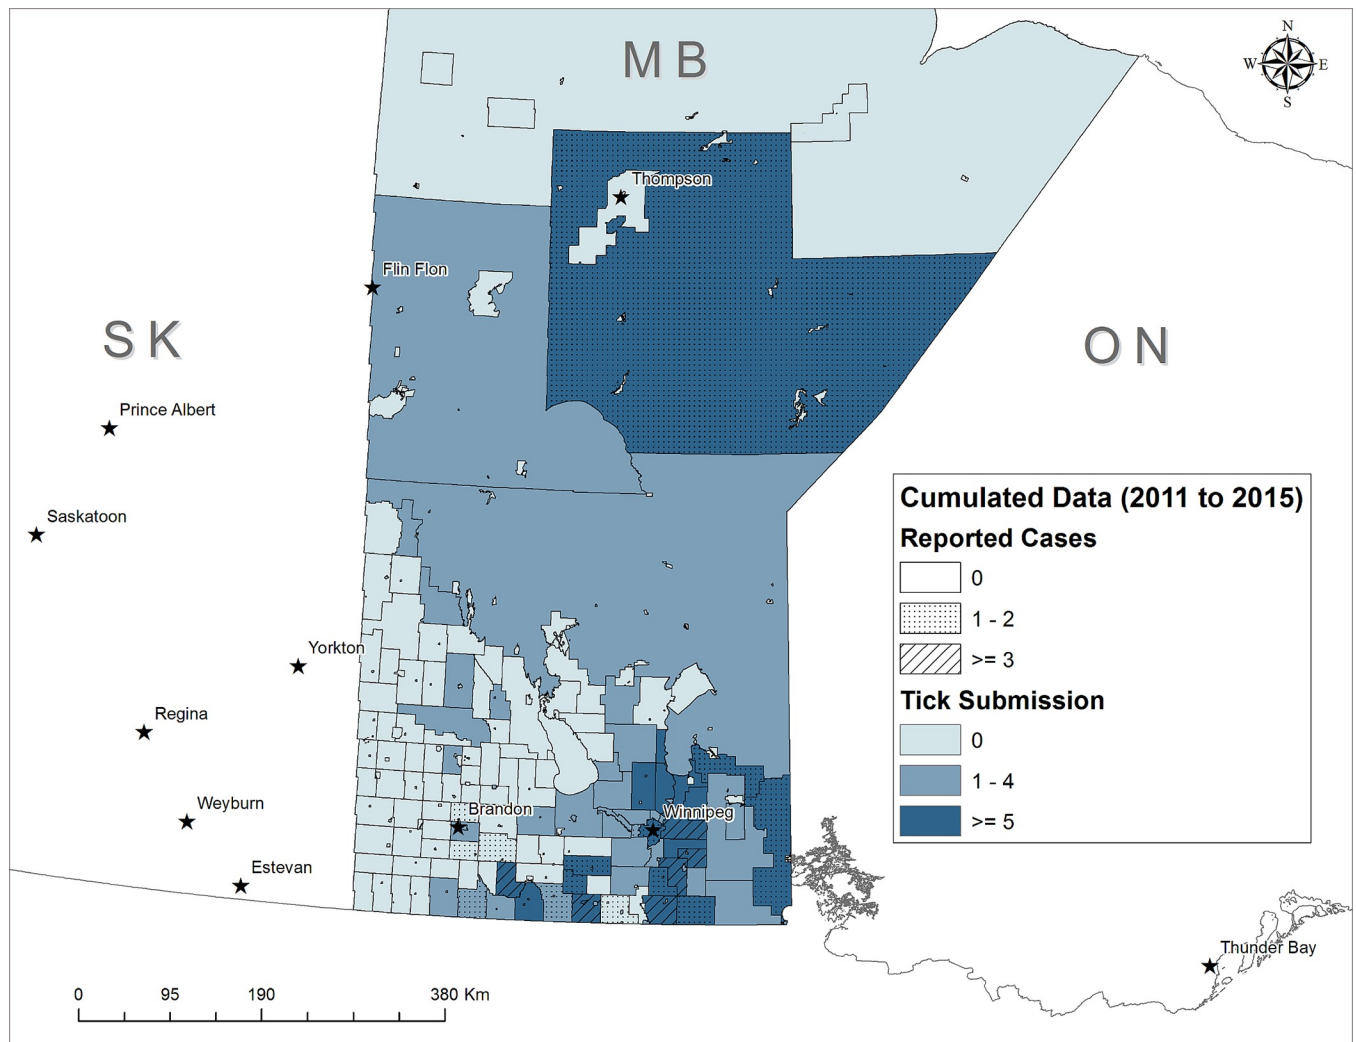 MB
N
W E
S
Thompson
Flin Flon
SK
ON
Prince Albert
Saskatoon
Cumulated Data (2011 to 2015)
Reported Cases
0
1 - 2
>= 3
Tick Submission
0
1 - 4
>= 5
Yorkton
Regina
Weyburn
Brandon
Winnipeg
Estevan
Thunder Bay
0 95 190 380 Km